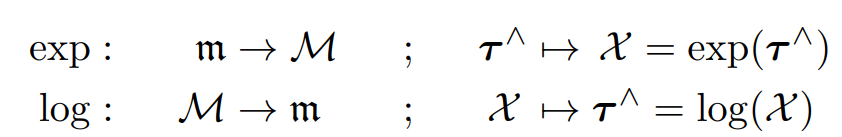 exp : 𝔪 → ℳ ; 𝝉^∧ ↦ 𝒳 = exp(𝝉^∧)
log : ℳ → 𝔪 ; 𝒳 ↦ 𝝉^∧ = log(𝒳)